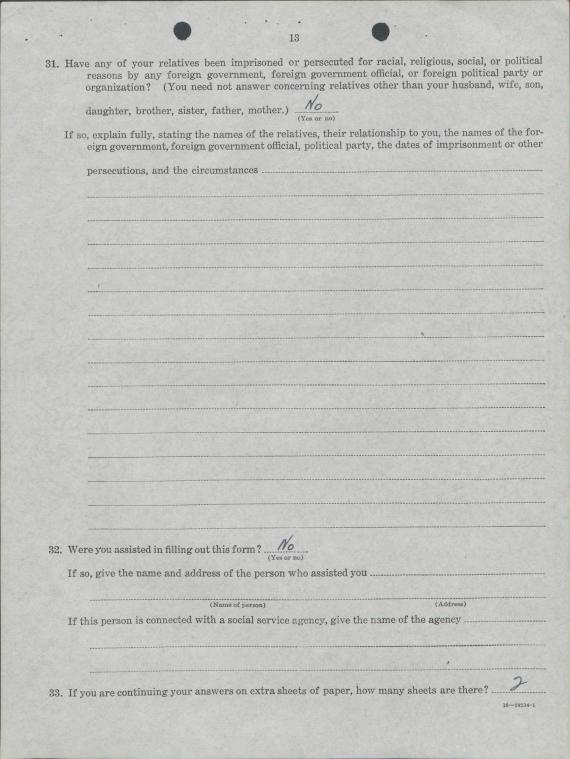 13
31. Have any of your relatives been imprisoned or persecuted for racial, religious, social, or political
reasons by any foreign government, foreign government official, or foreign political party or
organization? (You need not answer concerning relatives other than your husband, wife, son,
daughter, brother, sister, father, mother.) No
(Yes or no)
If so, explain fully, stating the names of the relatives, their relationship to you, the names of the for-
eign government, foreign government official, political party, the dates of imprisonment or other
persecutions, and the circumstances
32. Were you assisted in filling out this form? No
(Yes or no)
If so, give the name and address of the person who assisted you
(Name of person) (Address)
If this person is connected with a social service agency, give the name of the agency
33. If you are continuing your answers on extra sheets of paper, how many sheets are there? 2